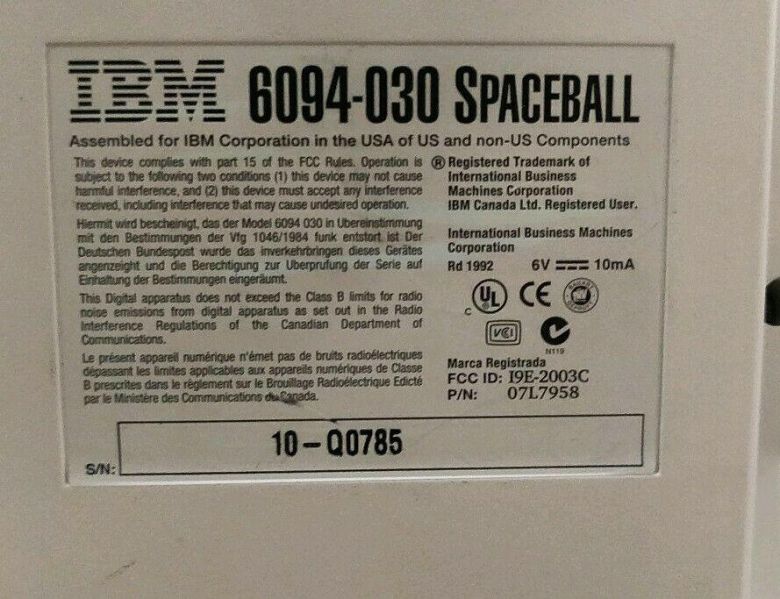 IBM 6094-030 SPACEBALL
Assembled for IBM Corporation in the USA of US and non-US Components
This device complies with part 15 of the FCC Rules. Operation is
subject to the following two conditions (1) this device may not cause
harmful interference, and (2) this device must accept any interference
received, including interference that may cause undesired operation.
Hiermit wird bescheinigt, das der Model 6094 030 in Ubereinstimmung
mit den Bestimmungen der Vfg 1046/1984 funk entstort ist Der
Deutschen Bundespost wurde das inverkehrbringen dieses Gerätes
angenzeight und die Berechtigung zur Uberprufung der Serie auf
Einhaltung der Bestimmungen eingeräumt.
This Digital apparatus does not exceed the Class B limits for radio
noise emissions from digital apparatus as set out in the Radio
Interference Regulations of the Canadian Department of
Communications.
Le présent appareil numérique n'émet pas de bruits radioélectriques
dépassant les limites applicables aux appareils numériques de Classe
B prescrites dans le règlement sur le Brouillage Radioélectrique Edicté
par le Ministère des Communications du Canada.
® Registered Trademark of
International Business
Machines Corporation
IBM Canada Ltd. Registered User.
International Business Machines
Corporation
Rd 1992 6V 10mA
C UL CE
VCI N119
Marca Registrada
FCC ID: I9E-2003C
P/N: 07L7958
S/N: 10-Q0785